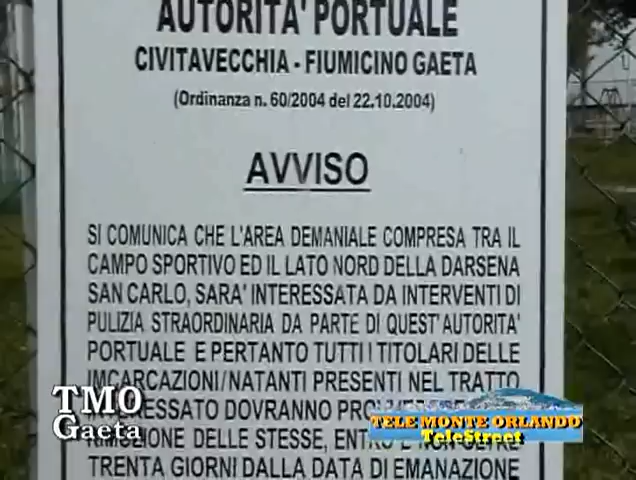 AUTORITA' PORTUALE
CIVITAVECCHIA - FIUMICINO GAETA
(Ordinanza n. 60/2004 del 22.10.2004)
AVVISO
SI COMUNICA CHE L'AREA DEMANIALE COMPRESA TRA IL
CAMPO SPORTIVO ED IL LATO NORD DELLA DARSENA
SAN CARLO, SARA' INTERESSATA DA INTERVENTI DI
PULIZIA STRAORDINARIA DA PARTE DI QUEST'AUTORITA'
PORTUALE E PERTANTO TUTTI I TITOLARI DELLE
IMCARCAZIONI/NATANTI PRESENTI NEL TRATTO
DOVRANNO
DELLE STESSE,
TRENTA GIORNI DALLA DATA DI EMANAZIONE
TMO
Gaeta
TELE MONTE ORLANDO
TeleStreet